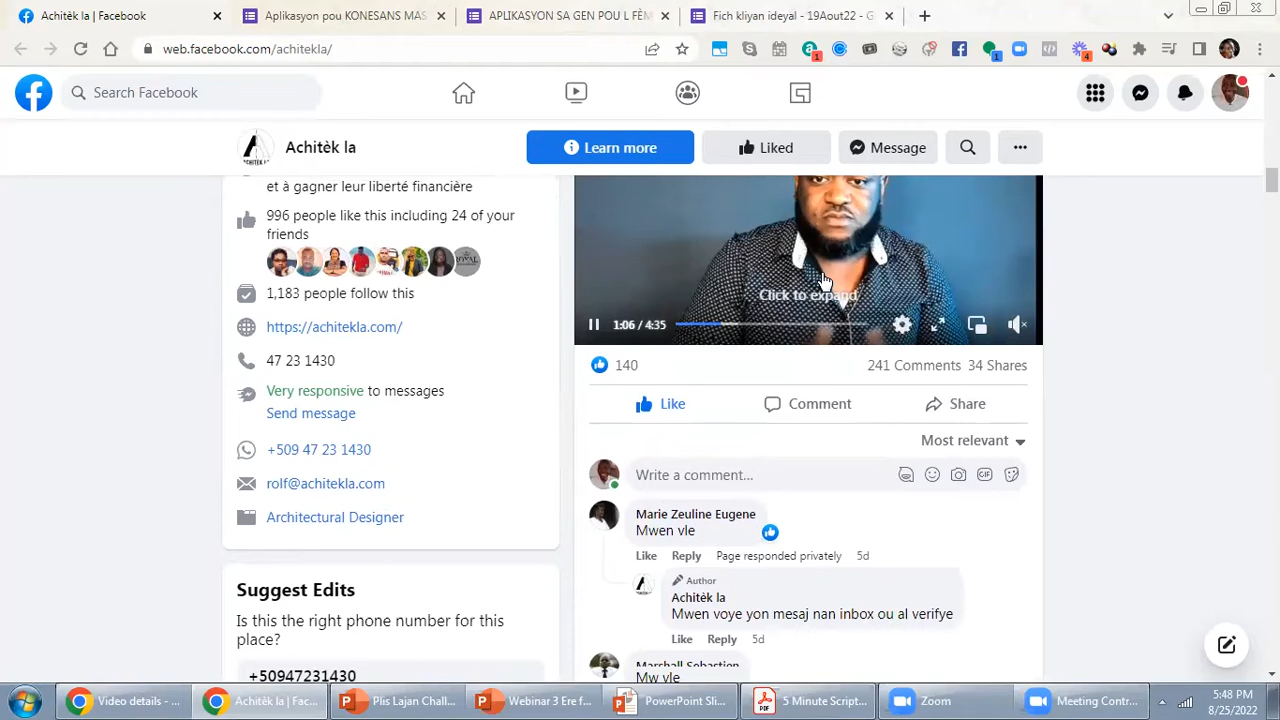 Achitèk la | Facebook
Aplikasyon pou KONESANS MAS
APLIKASYON SA GEN POU L FÈM
Fich kliyan ideyal - 19Aout22 - G
web.facebook.com/achitekla/
1
1
4
Search Facebook
ACHITEK LA
Achitèk la
Learn more
Liked
Message
et à gagner leur liberté financière
996 people like this including 24 of your
friends
ROYAL
1,183 people follow this
https://achitekla.com/
47 23 1430
Very responsive to messages
Send message
+509 47 23 1430
rolf@achitekla.com
Architectural Designer
Suggest Edits
Is this the right phone number for this
place?
+50947231430
Click to expand
1:06 / 4:35
140
241 Comments 34 Shares
Like
Comment
Share
Most relevant
Write a comment...
GIF
Marie Zeuline Eugene
Mwen vle
Like Reply Page responded privately 5d
Author
Achitèk la
Mwen voye yon mesaj nan inbox ou al verifye
Like Reply 5d
Marshall Sebastien
Mw vle
Video details - ...
Achitèk la | Fac...
Plis Lajan Chall...
Webinar 3 Ere f...
PowerPoint Sli...
5 Minute Script...
Zoom
Meeting Contr...
5:48 PM
8/25/2022